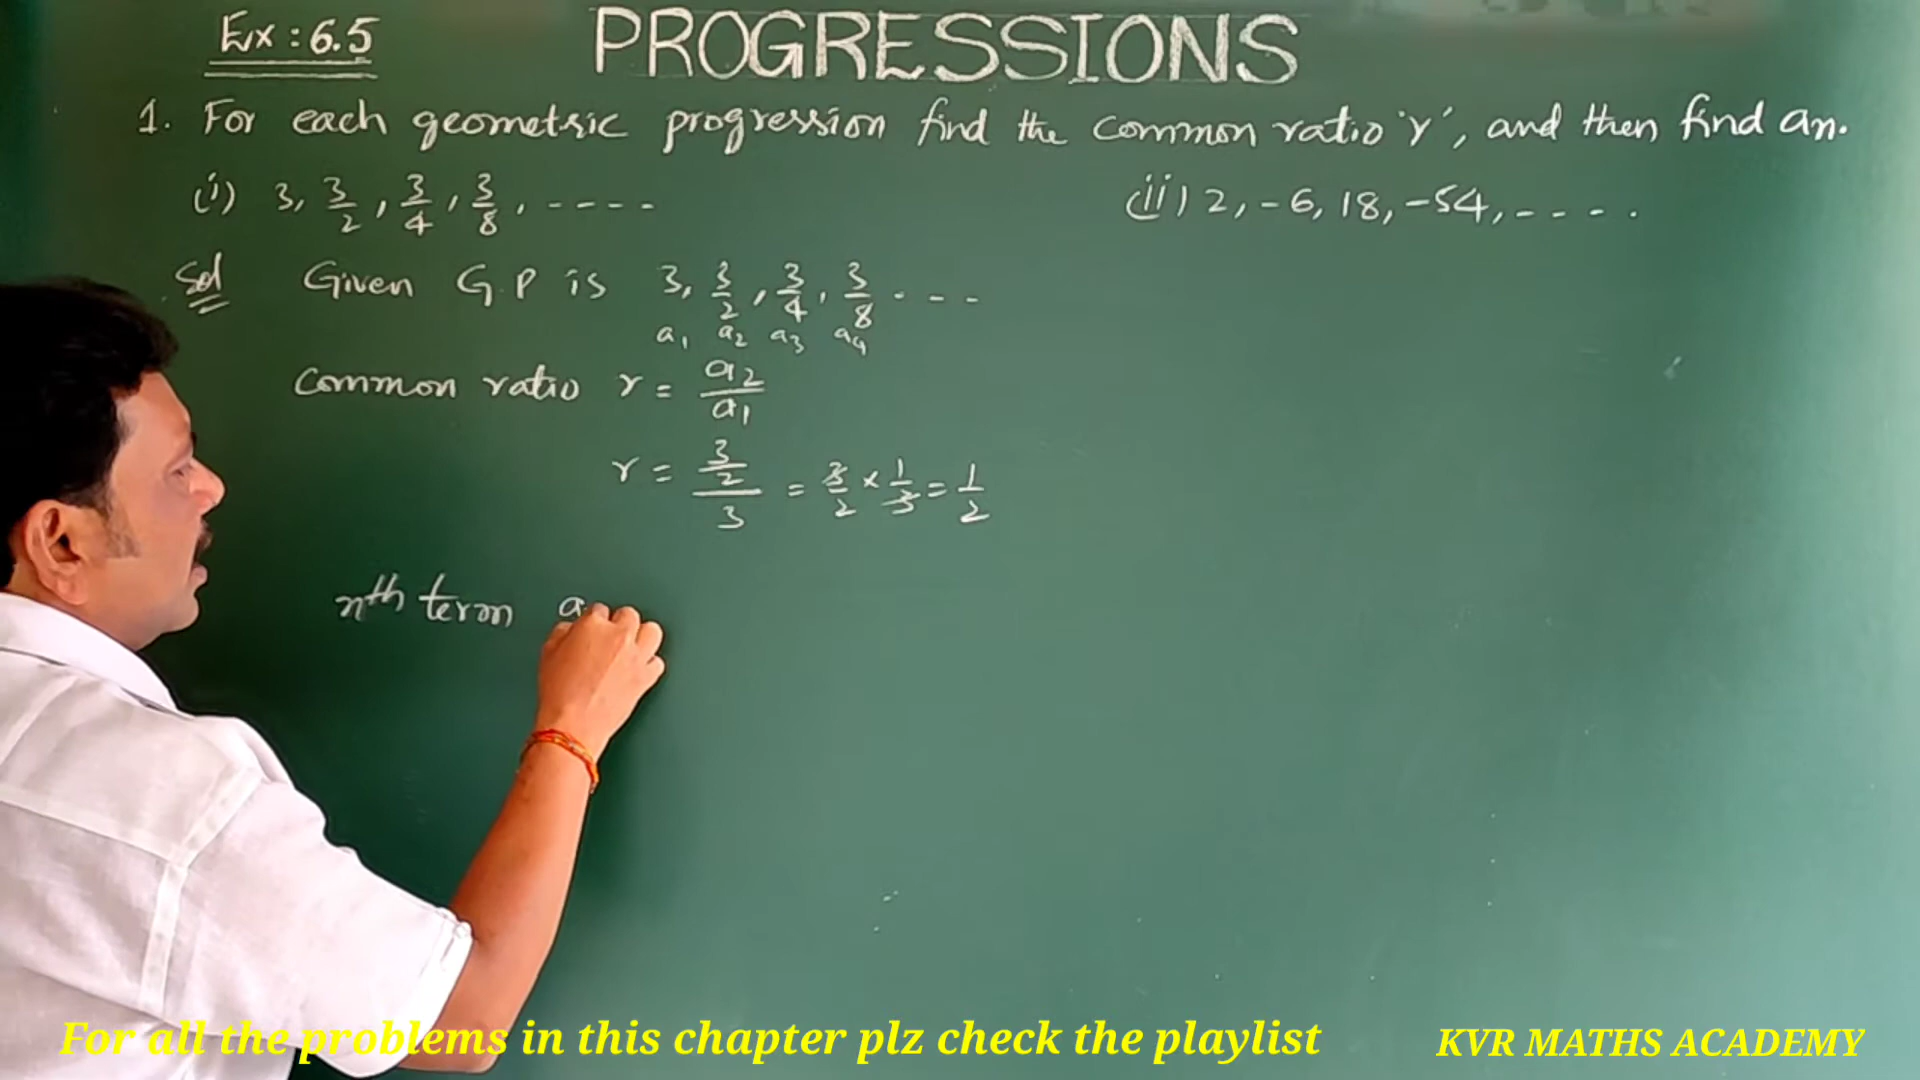 Ex : 6.5
PROGRESSIONS
1. For each geometric progression find the common ratio 'r', and then find an.
(i) 3, 3/2, 3/4, 3/8, - - - -
(ii) 2, -6, 18, -54, - - - - .
Sol Given G.P is 3, 3/2, 3/4, 3/8 - - - -
a1 a2 a3 a4
Common ratio r = a2/a1
r = (3/2)/3 = 3/2 × 1/3 = 1/2
nth term a
For all the problems in this chapter plz check the playlist
KVR MATHS ACADEMY